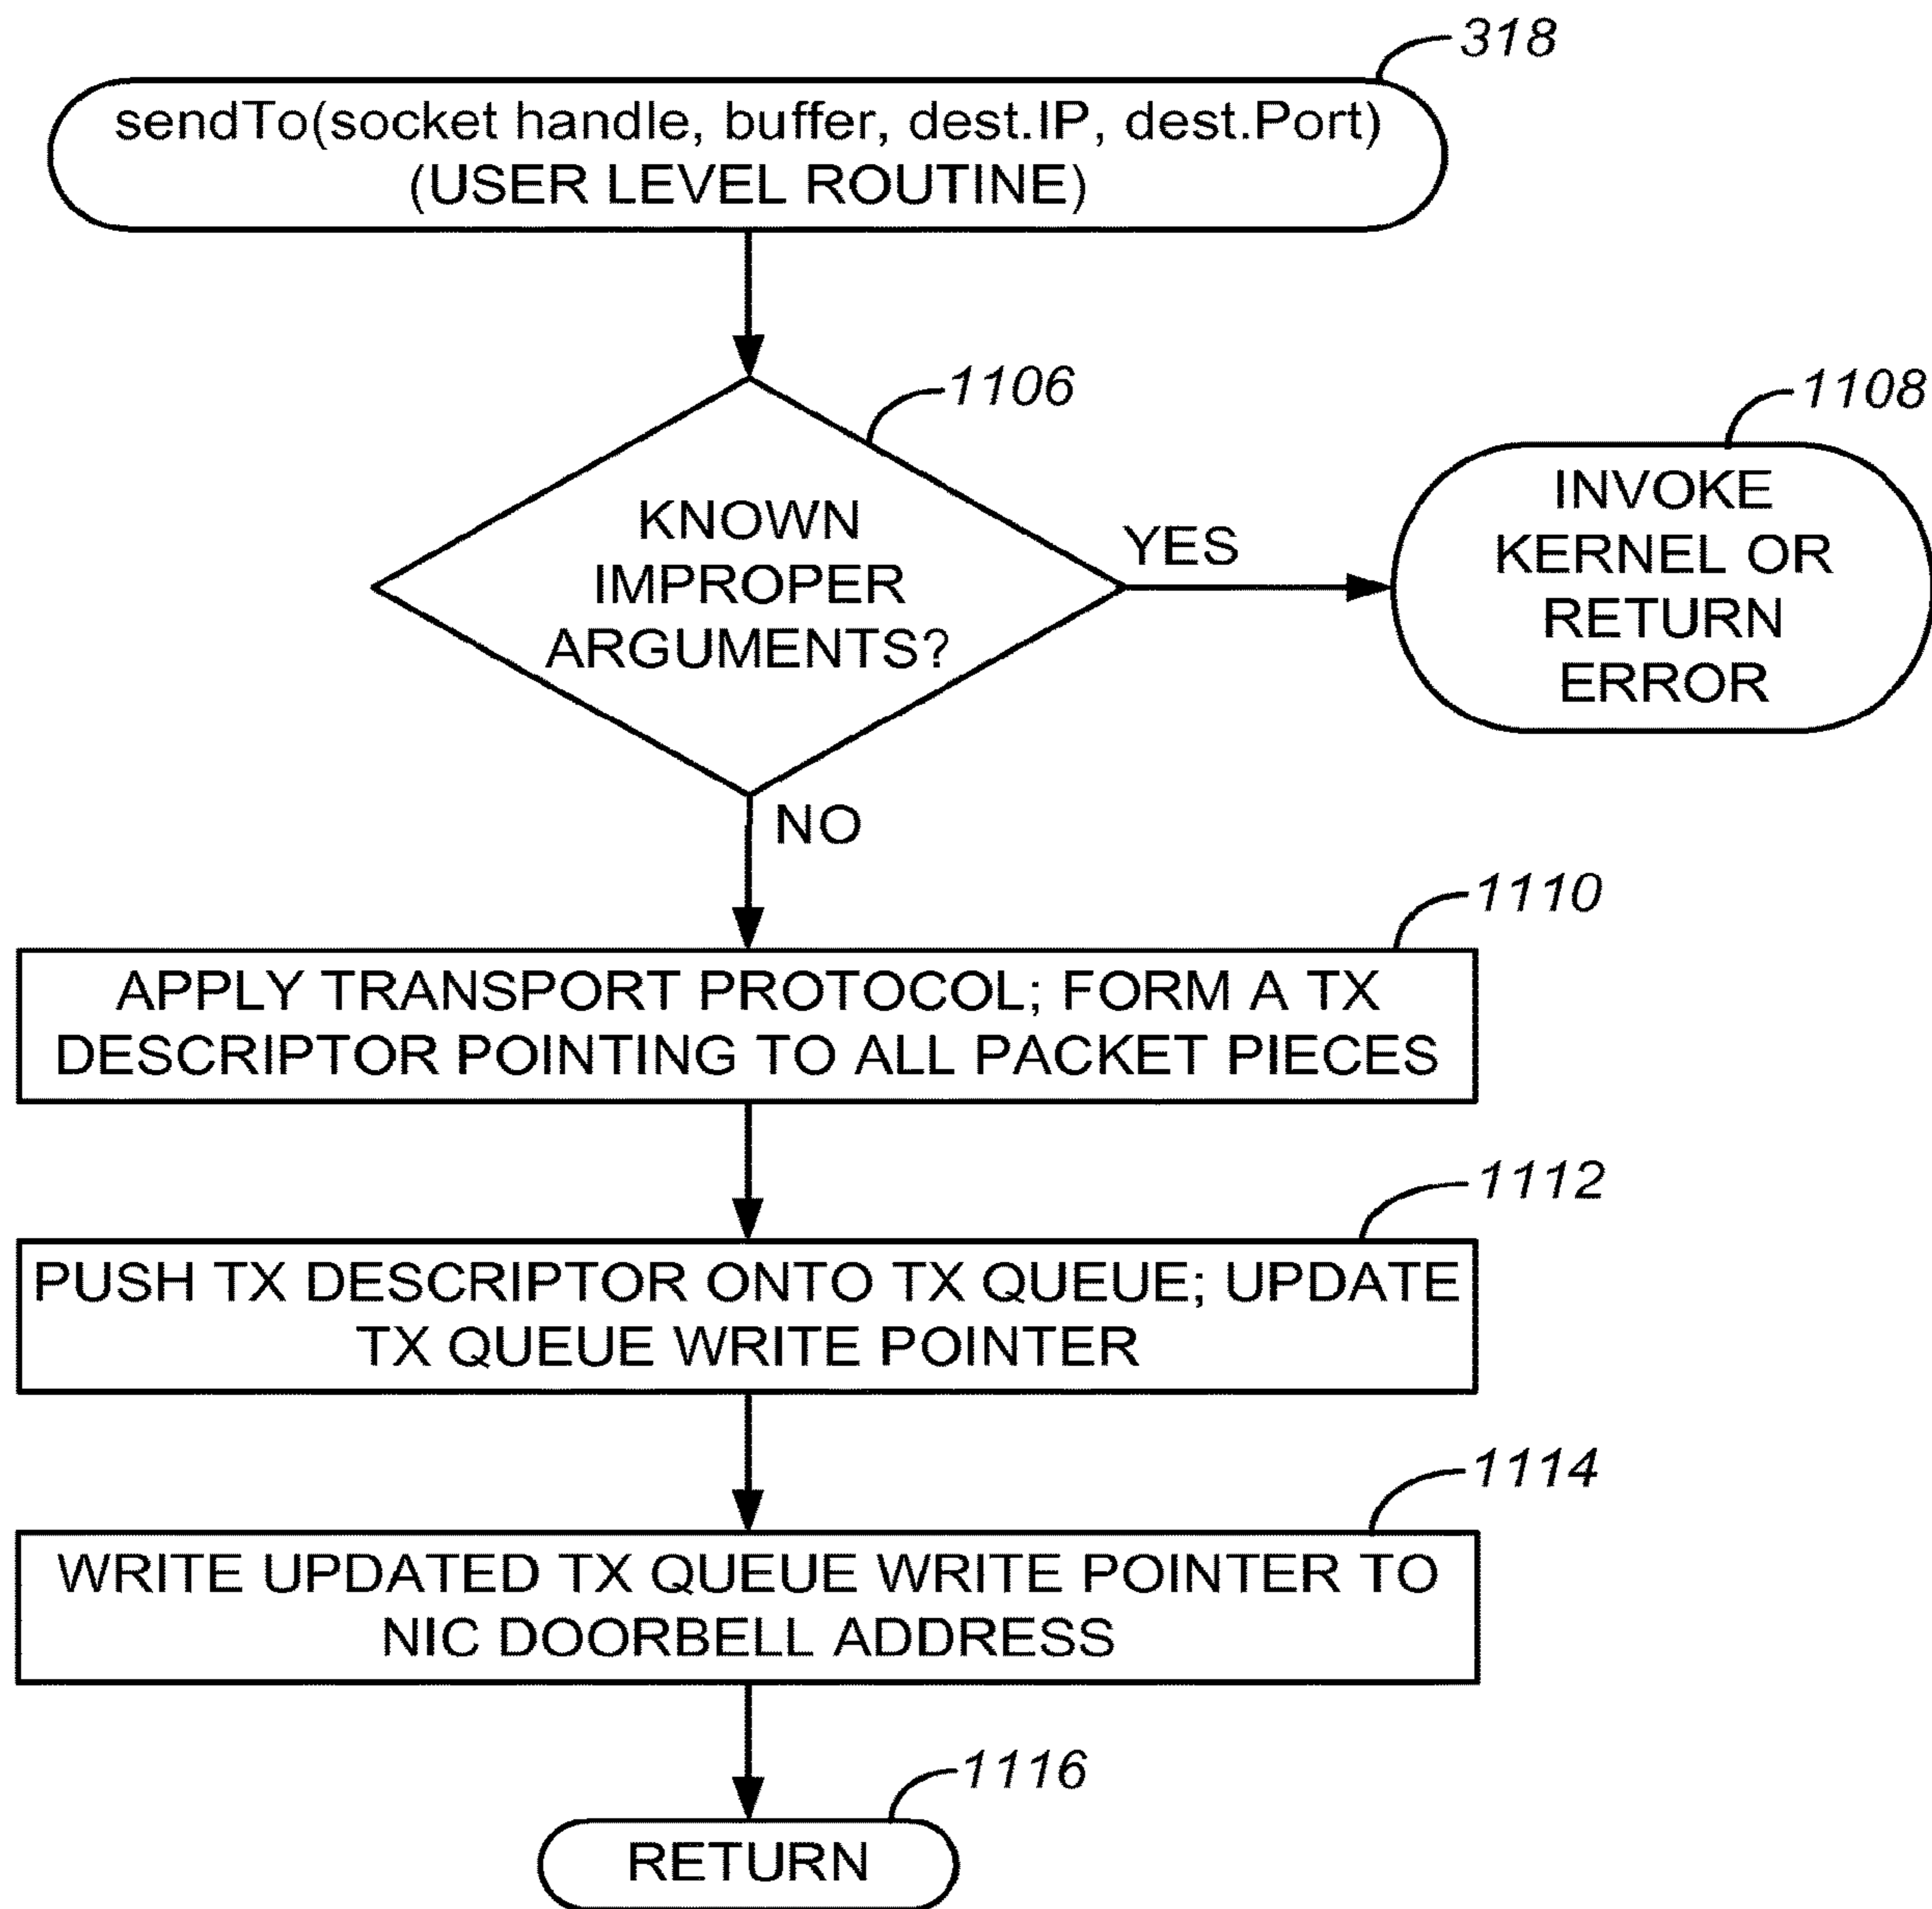 318
sendTo(socket handle, buffer, dest.IP, dest.Port)
(USER LEVEL ROUTINE)
1106
1108
KNOWN
IMPROPER
ARGUMENTS?
YES
INVOKE
KERNEL OR
RETURN
ERROR
NO
1110
APPLY TRANSPORT PROTOCOL; FORM A TX
DESCRIPTOR POINTING TO ALL PACKET PIECES
1112
PUSH TX DESCRIPTOR ONTO TX QUEUE; UPDATE
TX QUEUE WRITE POINTER
1114
WRITE UPDATED TX QUEUE WRITE POINTER TO
NIC DOORBELL ADDRESS
1116
RETURN